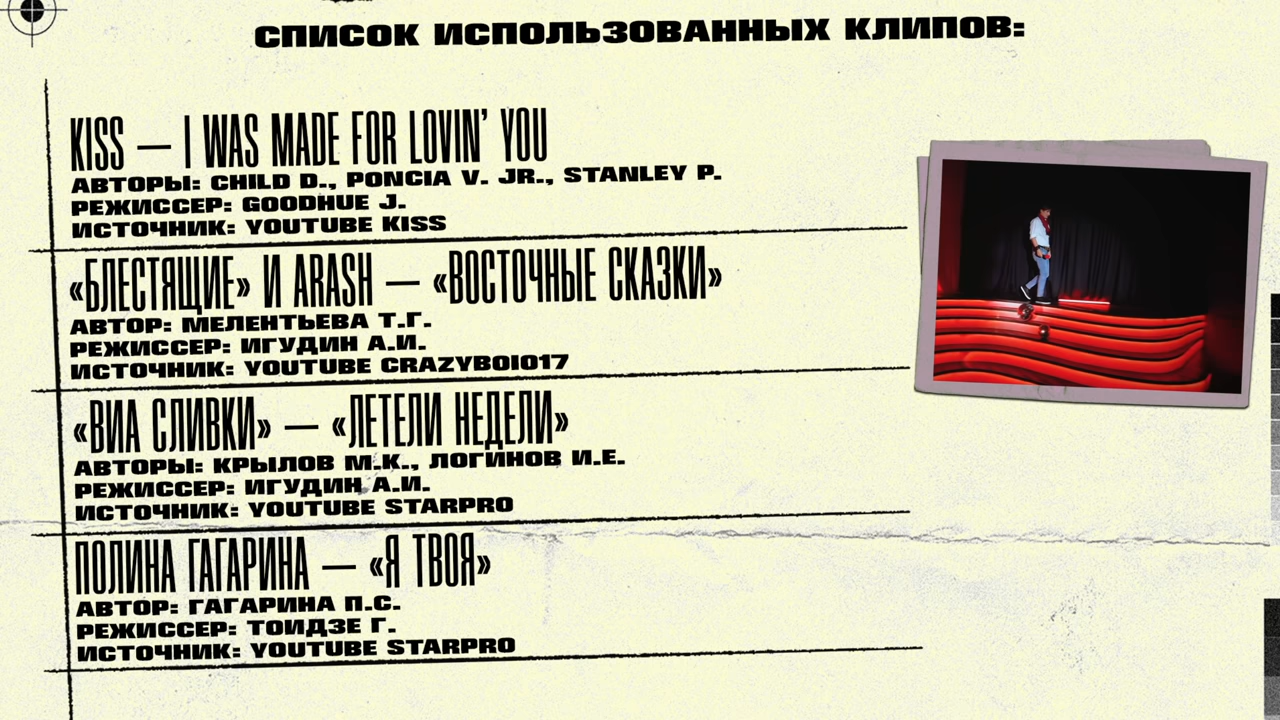 СПИСОК ИСПОЛЬЗОВАННЫХ КЛИПОВ:
KISS — I WAS MADE FOR LOVIN' YOU
АВТОРЫ: CHILD D., PONCIA V. JR., STANLEY P.
РЕЖИССЕР: GOODHUE J.
ИСТОЧНИК: YOUTUBE KISS
«БЛЕСТЯЩИЕ» И ARASH — «ВОСТОЧНЫЕ СКАЗКИ»
АВТОР: МЕЛЕНТЬЕВА Т.Г.
РЕЖИССЕР: ИГУДИН А.И.
ИСТОЧНИК: YOUTUBE CRAZYBOI017
«ВИА СЛИВКИ» — «ЛЕТЕЛИ НЕДЕЛИ»
АВТОРЫ: КРЫЛОВ М.К., ЛОГИНОВ И.Е.
РЕЖИССЕР: ИГУДИН А.И.
ИСТОЧНИК: YOUTUBE STARPRO
ПОЛИНА ГАГАРИНА — «Я ТВОЯ»
АВТОР: ГАГАРИНА П.С.
РЕЖИССЕР: ТОИДЗЕ Г.
ИСТОЧНИК: YOUTUBE STARPRO